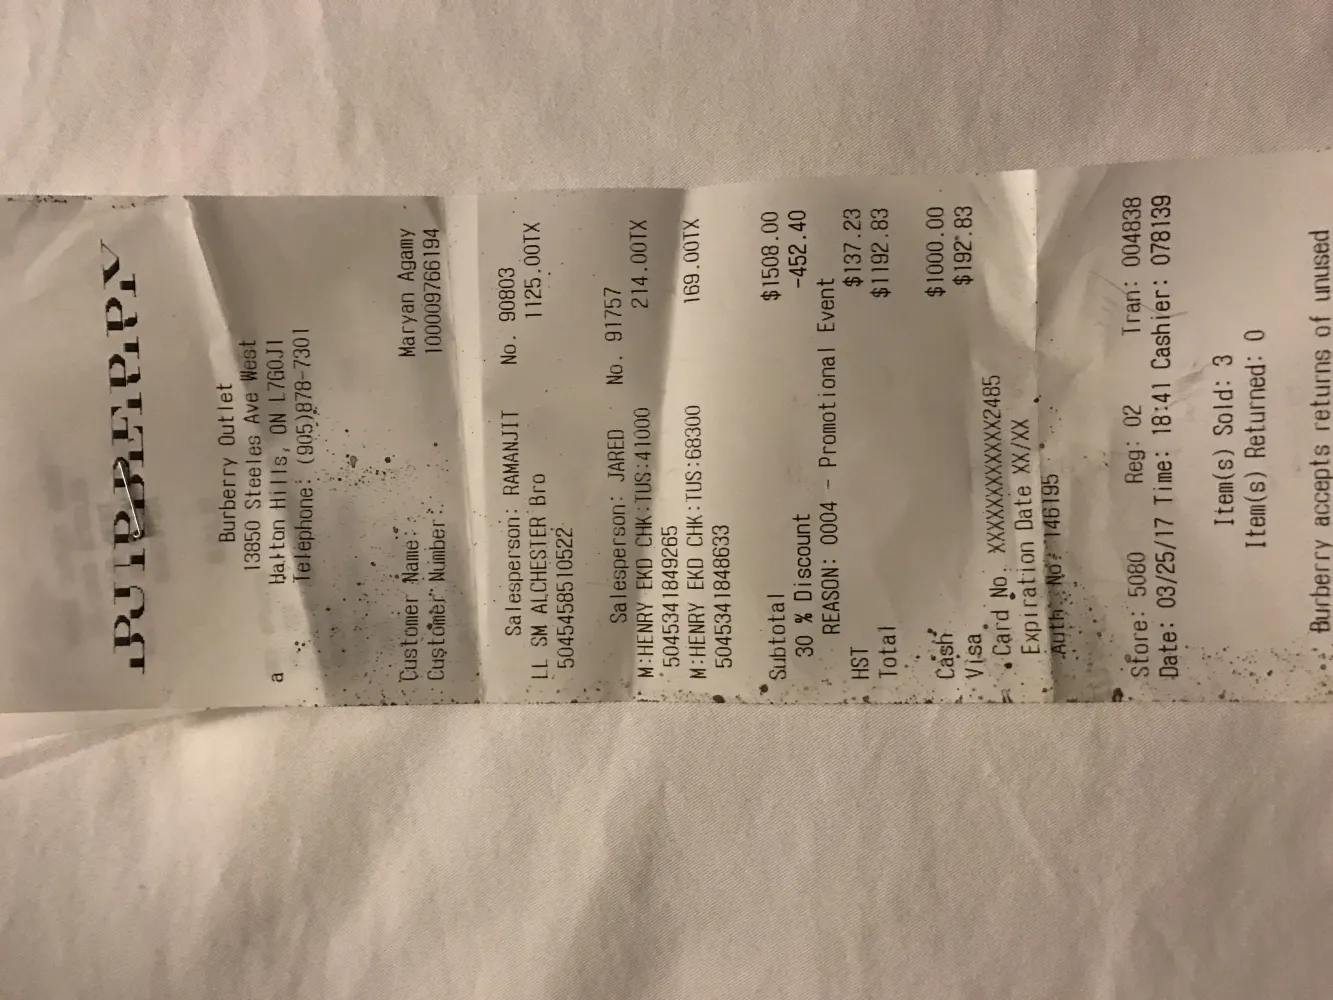 BURBERRY
Burberry Outlet
13850 Steeles Ave West
a Hatton Hills, ON L7G0J1
Telephone: (905)878-7301
Customer Name: Maryan Agamy
Customer Number: 100009766194
Salesperson: RAMANJIT No. 90803
LL SM ALCHESTER Bro 1125.00TX
5045458510522
Salesperson: JARED No. 91757
M:HENRY EKD CHK:TUS:41000 214.00TX
5045341849265
M:HENRY EKD CHK:TUS:68300 169.00TX
5045341848633
Subtotal $1508.00
30 % Discount -452.40
REASON: 0004 - Promotional Event
HST $137.23
Total $1192.83
Cash $1000.00
Visa $192.83
Card No. XXXXXXXXXXXX2485
Expiration Date XX/XX
Auth. No? 146195
Store: 5080 Reg: 02 Tran: 004838
Date: 03/25/17 Time: 18:41 Cashier: 078139
Item(s) Sold: 3
Item(s) Returned: 0
Burberry accepts returns of unused